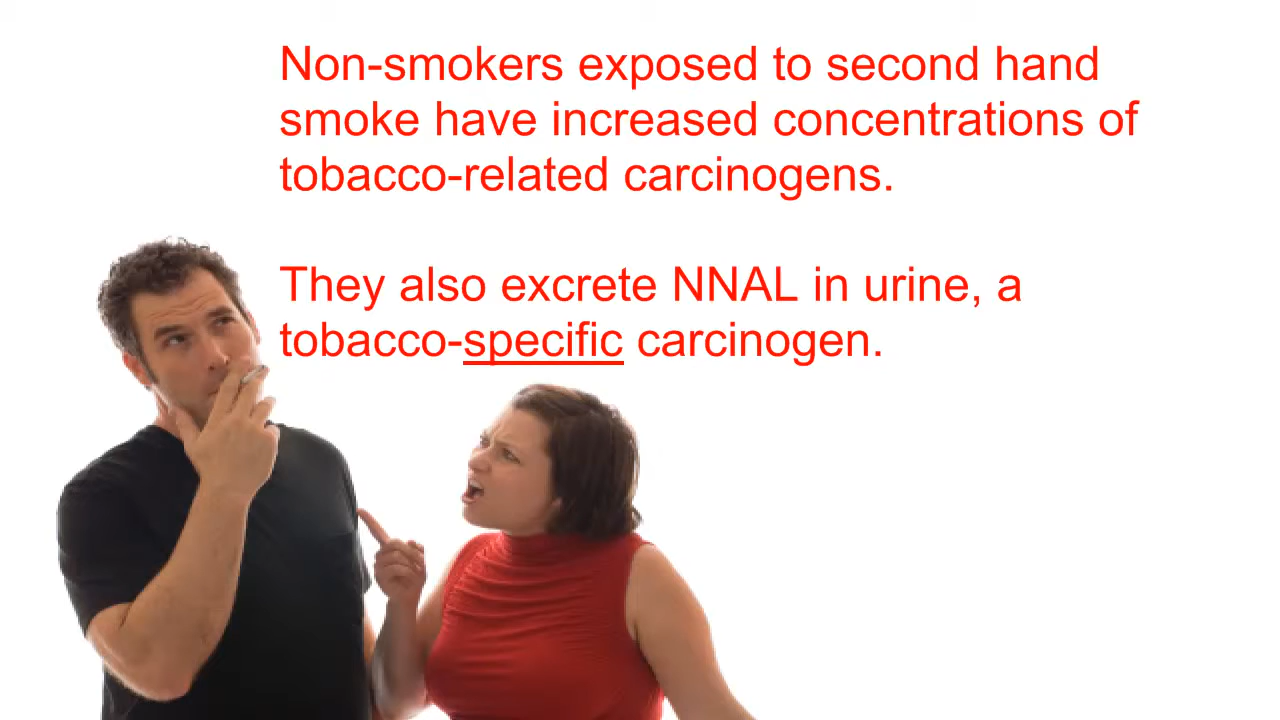 Non-smokers exposed to second hand
smoke have increased concentrations of
tobacco-related carcinogens.
They also excrete NNAL in urine, a
tobacco-specific carcinogen.